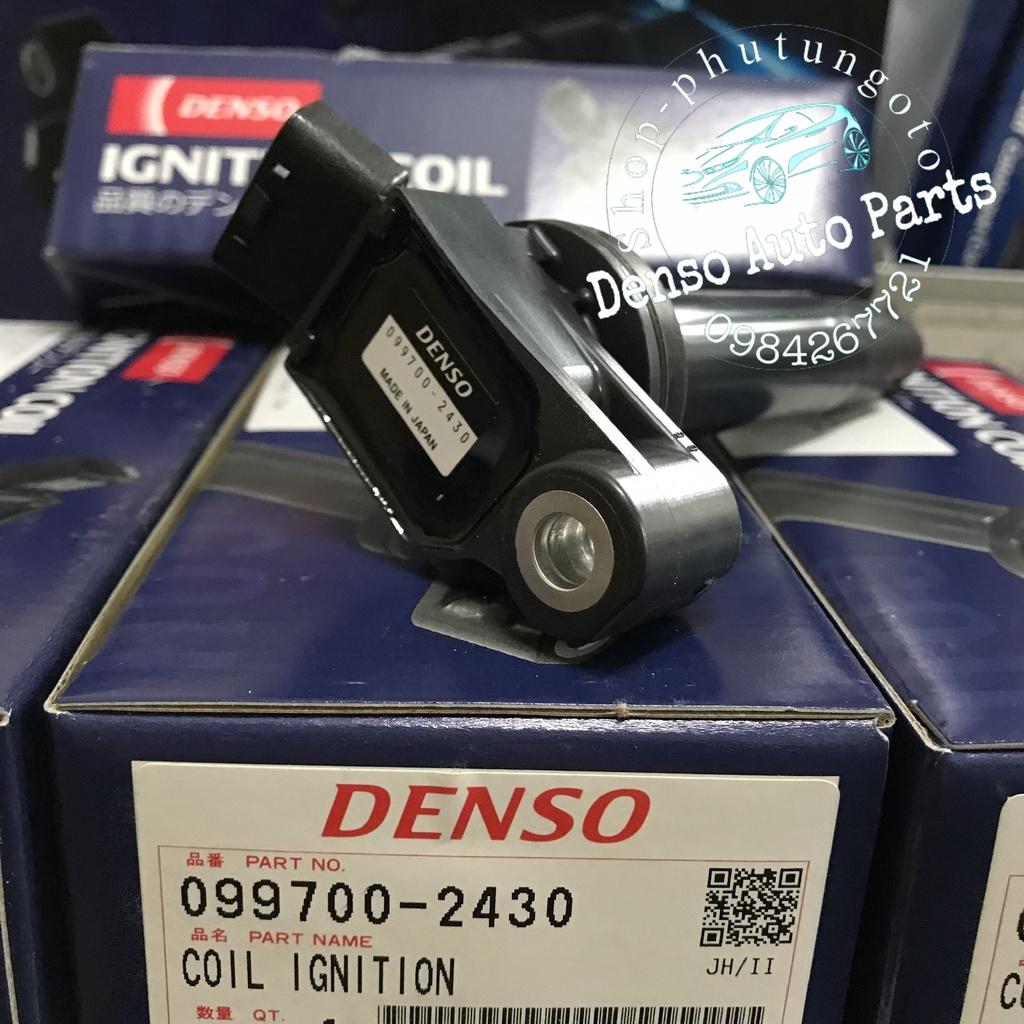 Shop-phutungoto
Denso Auto Parts
0984267721
DENSO
IGNIT COIL
品質のデン
DENSO
099700-2430
MADE IN JAPAN
DENSO
DENSO
品番 PART NO.
099700-2430
品名 PART NAME
COIL IGNITION
JH/II
数量 QT.